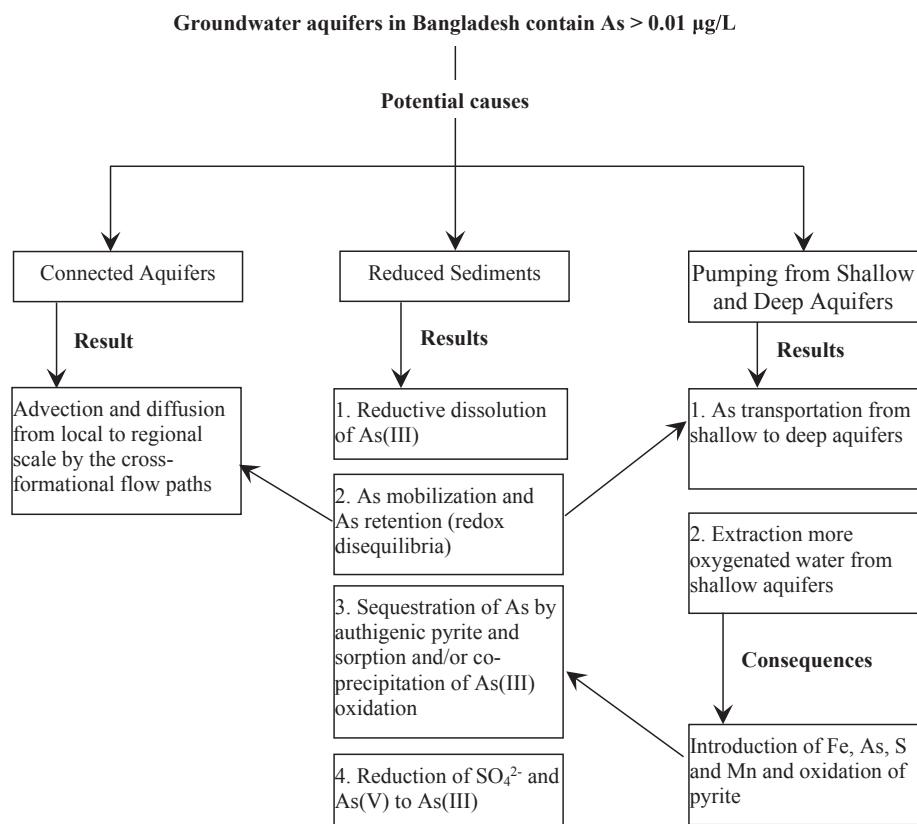 Groundwater aquifers in Bangladesh contain As > 0.01 µg/L
Potential causes
Connected Aquifers
Result
Advection and diffusion
from local to regional
scale by the cross-
formational flow paths
Reduced Sediments
Results
1. Reductive dissolution
of As(III)
2. As mobilization and
As retention (redox
disequilibria)
3. Sequestration of As by
authigenic pyrite and
sorption and/or co-
precipitation of As(III)
oxidation
4. Reduction of SO₄²⁻ and
As(V) to As(III)
Pumping from Shallow
and Deep Aquifers
Results
1. As transportation from
shallow to deep aquifers
2. Extraction more
oxygenated water from
shallow aquifers
Consequences
Introduction of Fe, As, S
and Mn and oxidation of
pyrite